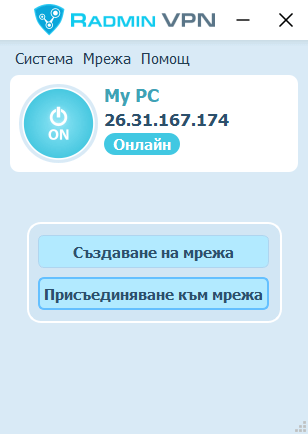 RADMIN VPN
Система Мрежа Помощ
My PC
26.31.167.174
ON
Онлайн
Създаване на мрежа
Присъединяване към мрежа